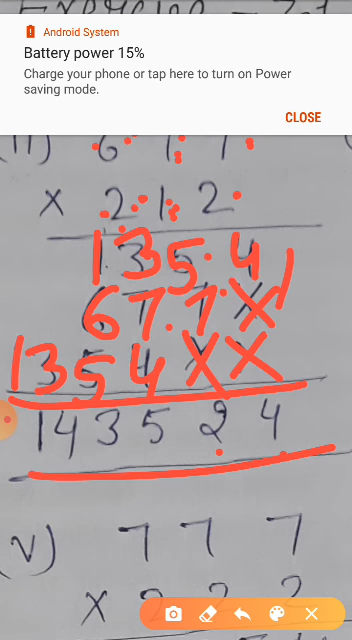 Android System
Battery power 15%
Charge your phone or tap here to turn on Power
saving mode.
CLOSE
6 7 7
X 2 1 2
1 3 5 4
6 7 7 X
1 3 5 4 X X
1 4 3 5 2 4
v) 7 7 7
X